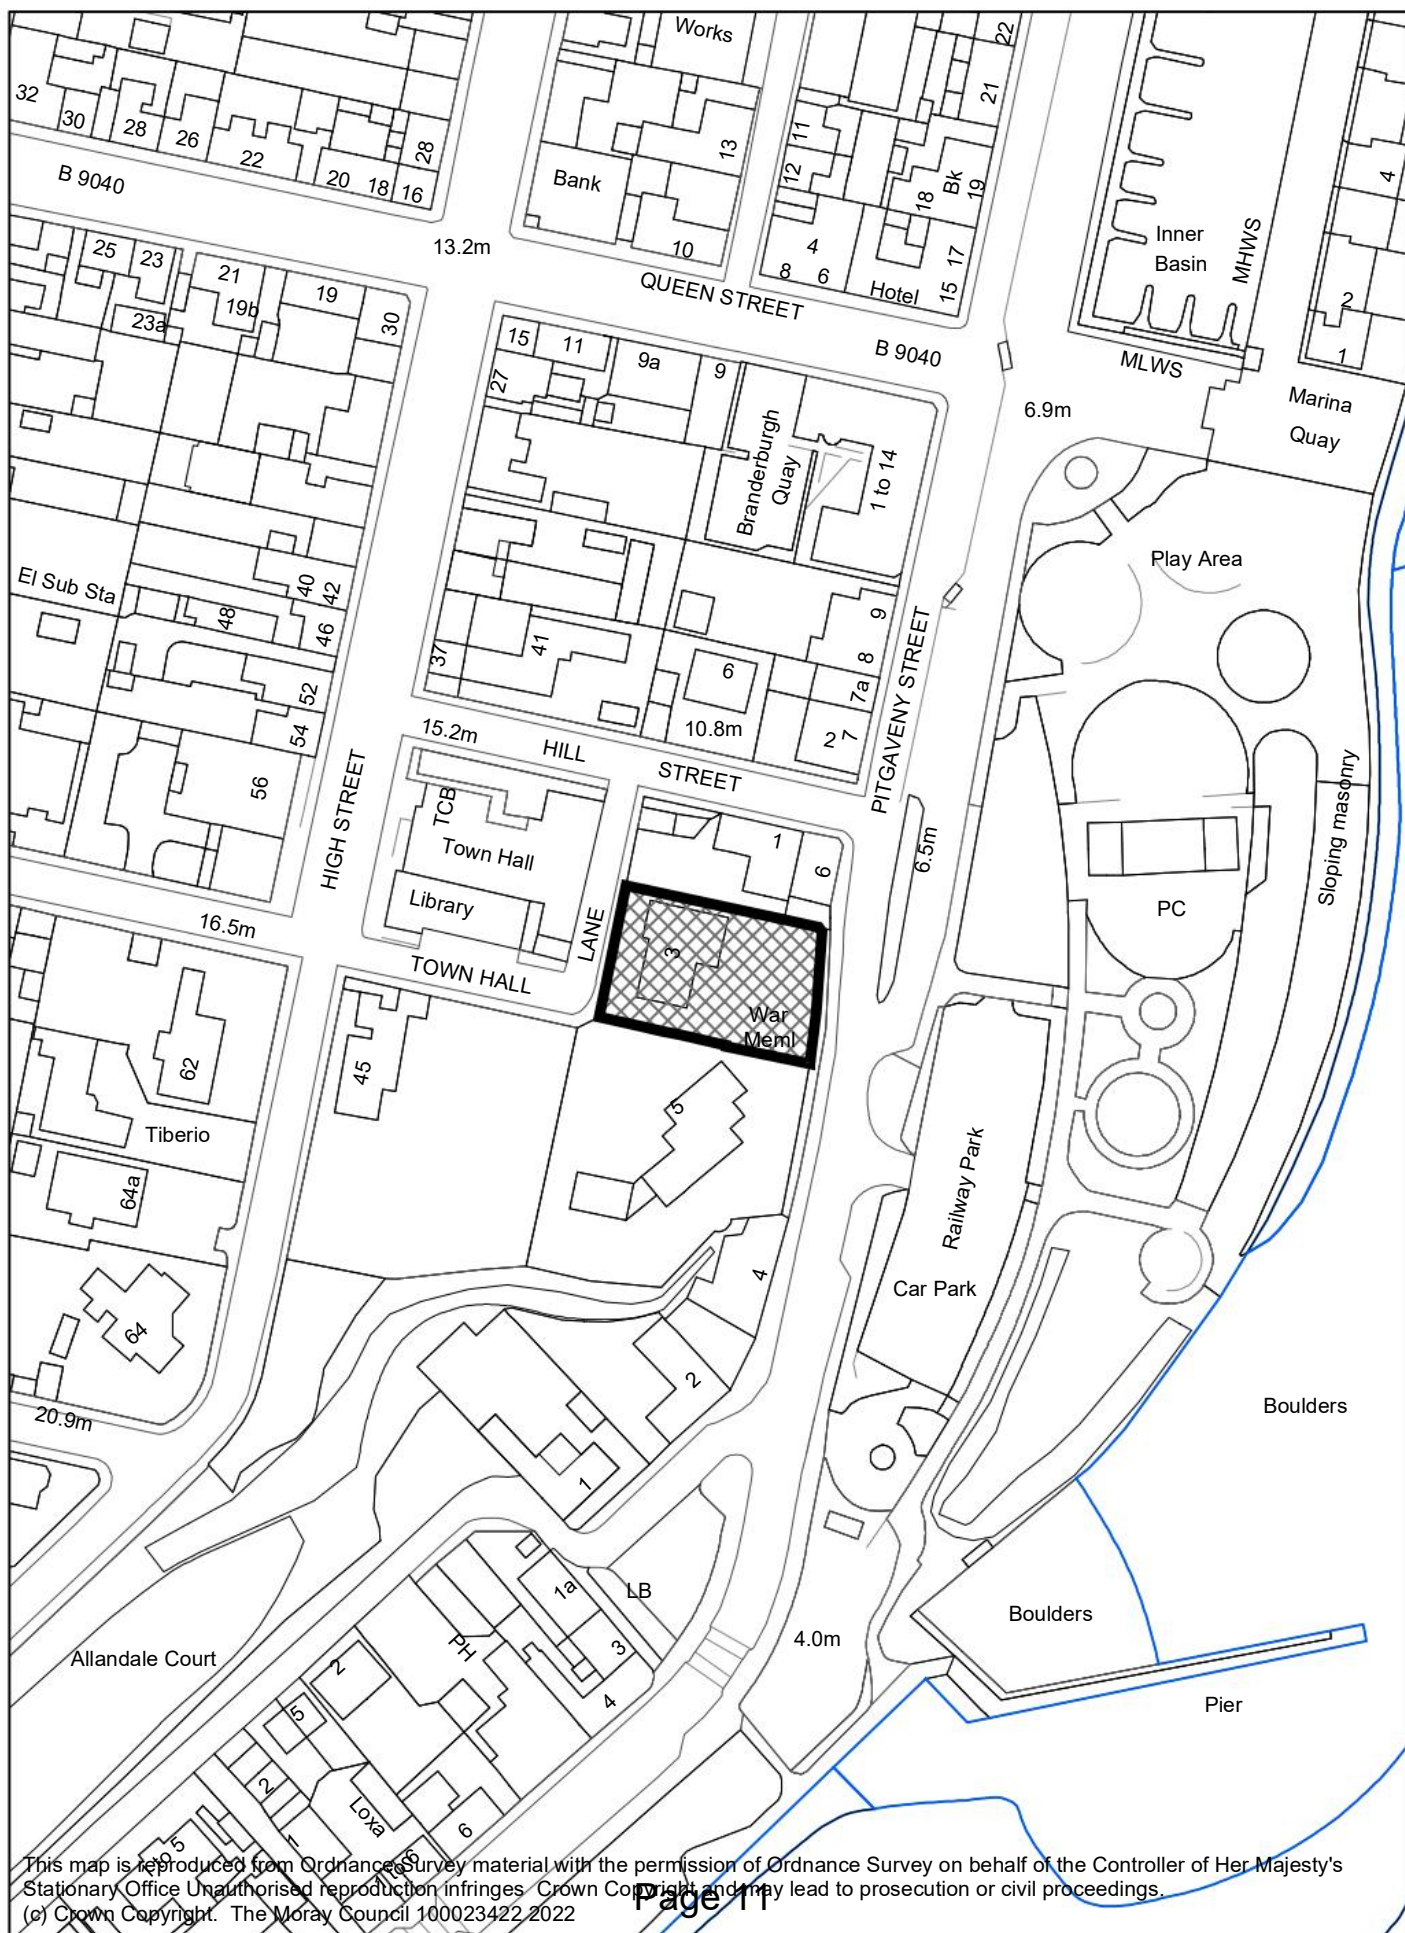 Works
22
32
30
28
26
22
20
18
16
28
13
11
12
21
B 9040
Bank
18
Bk
19
4
13.2m
10
4
8
6
Hotel
15
17
Inner
Basin
MHWS
25
23
21
19b
19
30
23a
QUEEN STREET
2
1
15
11
9a
9
27
B 9040
MLWS
6.9m
Marina
Quay
Branderburgh
Quay
1 to 14
Play Area
El Sub Sta
40
42
48
46
52
54
56
37
41
6
9
8
7a
7
2
10.8m
15.2m
HILL
STREET
PITGAVENY STREET
HIGH STREET
TCB
Town Hall
Library
1
6
6.5m
Sloping masonry
PC
16.5m
TOWN HALL
LANE
3
War
Meml
62
45
5
Tiberio
64a
Railway Park
Car Park
4
64
2
20.9m
Boulders
1
1a
LB
Boulders
PH
3
4
4.0m
Allandale Court
2
5
Pier
2
Loxa
1
6
1 to 5
1 to 6
This map is reproduced from Ordnance Survey material with the permission of Ordnance Survey on behalf of the Controller of Her Majesty's
Stationary Office Unauthorised reproduction infringes Crown Copyright and may lead to prosecution or civil proceedings.
(c) Crown Copyright. The Moray Council 100023422 2022
Page 11